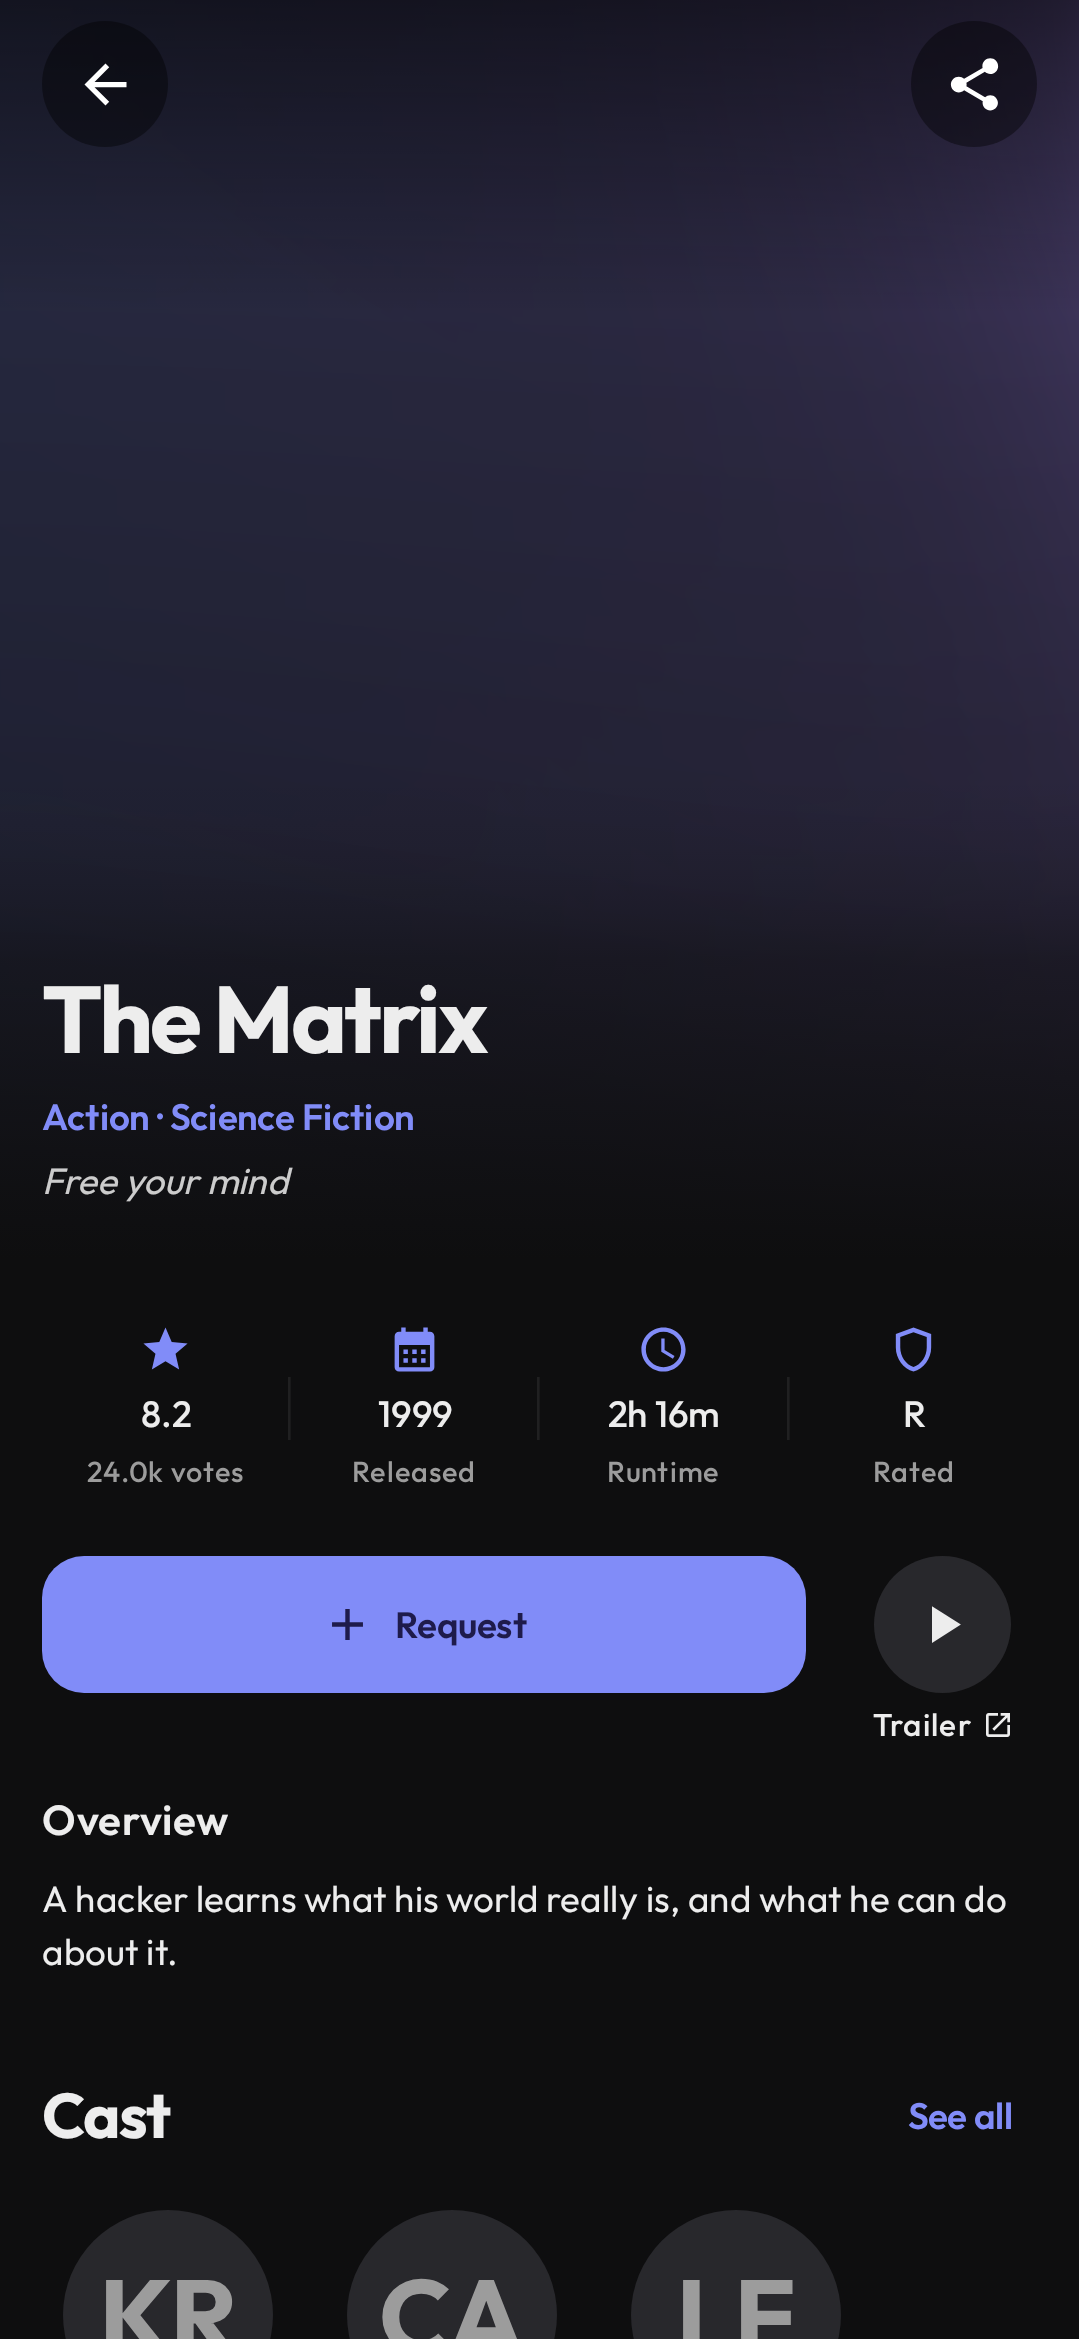 The Matrix
Action · Science Fiction
Free your mind
8.2
24.0k votes
1999
Released
2h 16m
Runtime
R
Rated
Request
Trailer
Overview
A hacker learns what his world really is, and what he can do
about it.
Cast
See all
KR
CA
LF